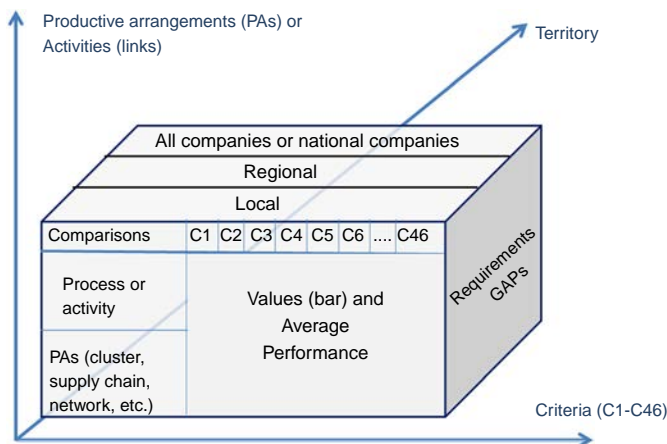 Productive arrangements (PAs) or
Activities (links)
Territory
All companies or national companies
Regional
Local
Comparisons C1 C2 C3 C4 C5 C6 .... C46
Process or
activity
Values (bar) and
Average
Performance
PAs (cluster,
supply chain,
network, etc.)
Requirements
GAPs
Criteria (C1-C46)